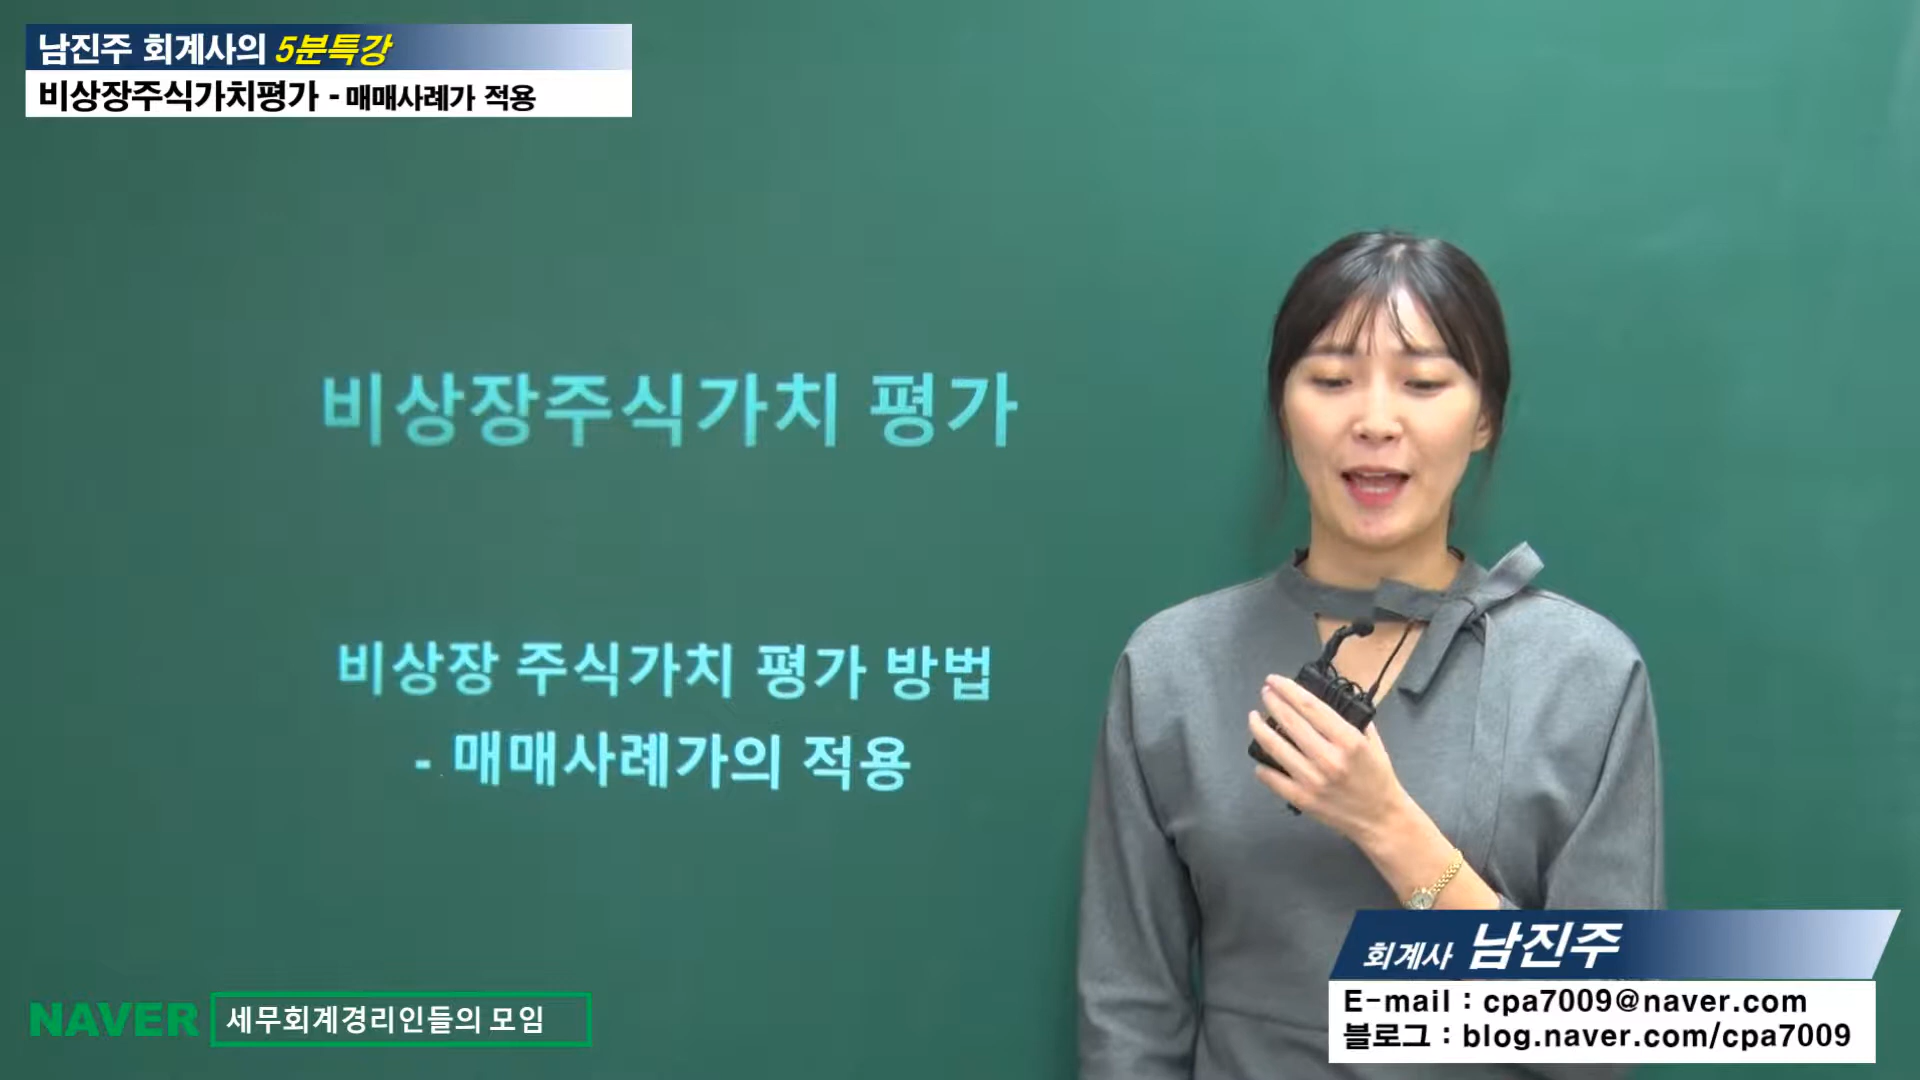 남진주 회계사의 5분특강
비상장주식가치평가 - 매매사례가 적용
비상장주식가치 평가
비상장 주식가치 평가 방법
- 매매사례가의 적용
회계사 남진주
E-mail : cpa7009@naver.com
블로그 : blog.naver.com/cpa7009
NAVER 세무회계경리인들의 모임